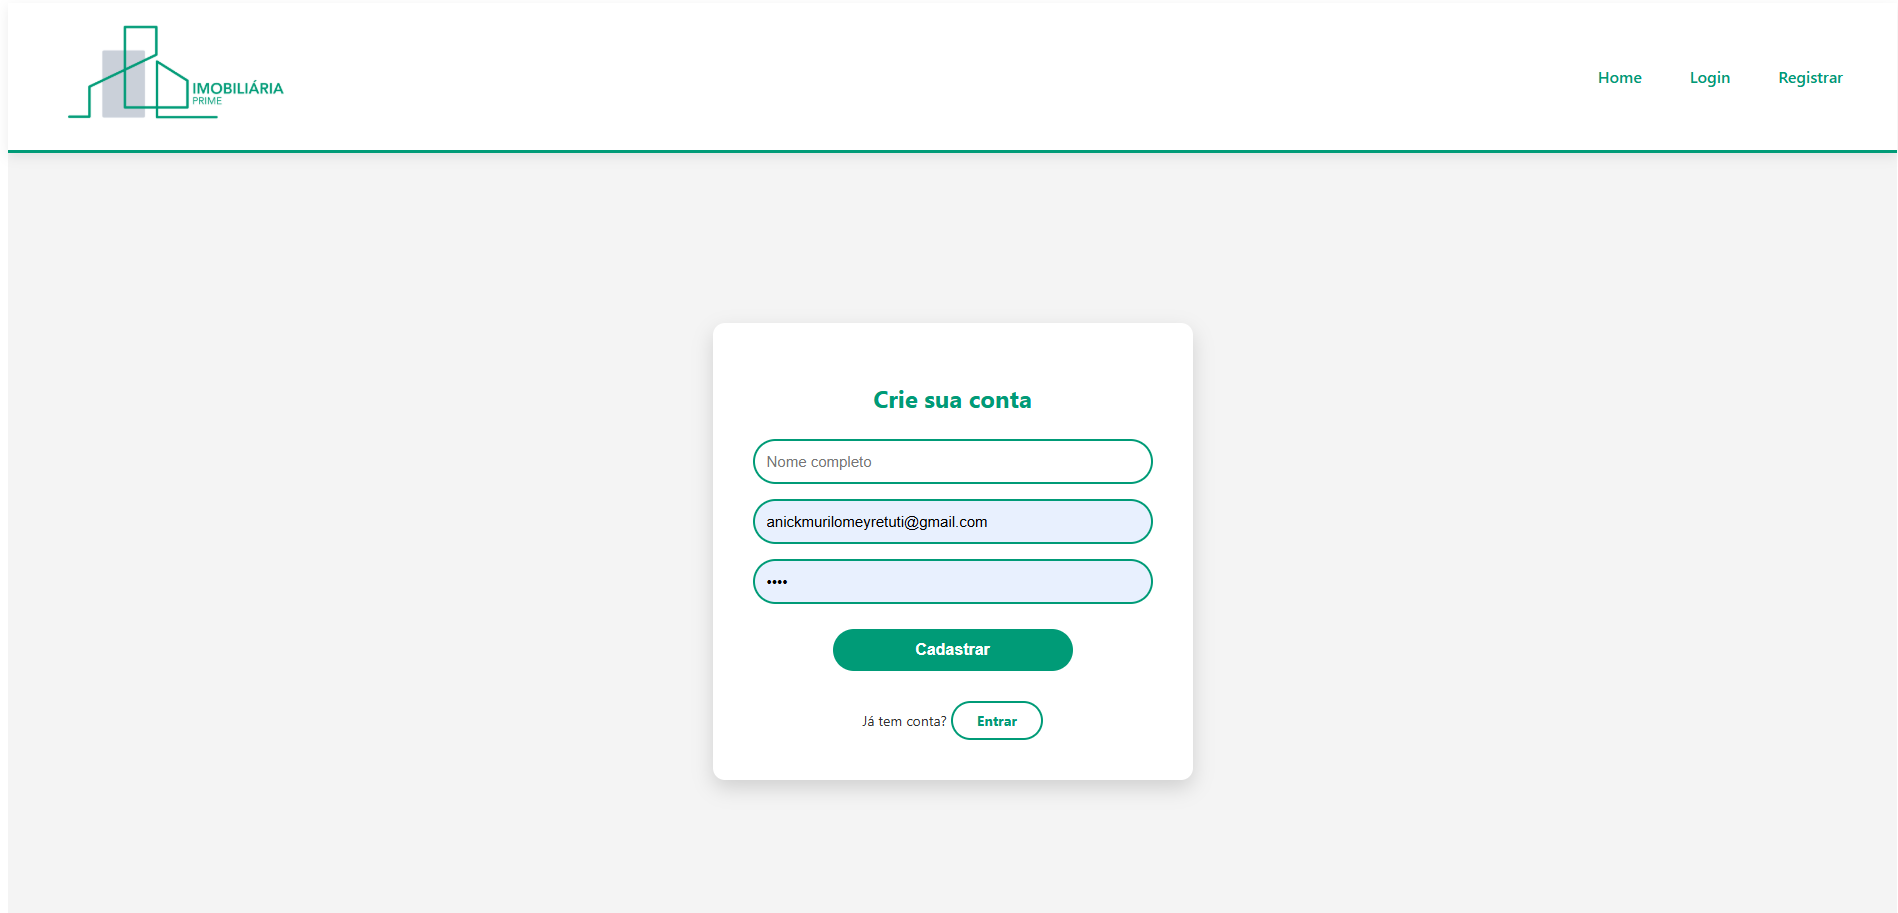 IMOBILIÁRIA
PRIME
Home Login Registrar
Crie sua conta
Nome completo
anickmurilomeyretuti@gmail.com
••••
Cadastrar
Já tem conta? Entrar